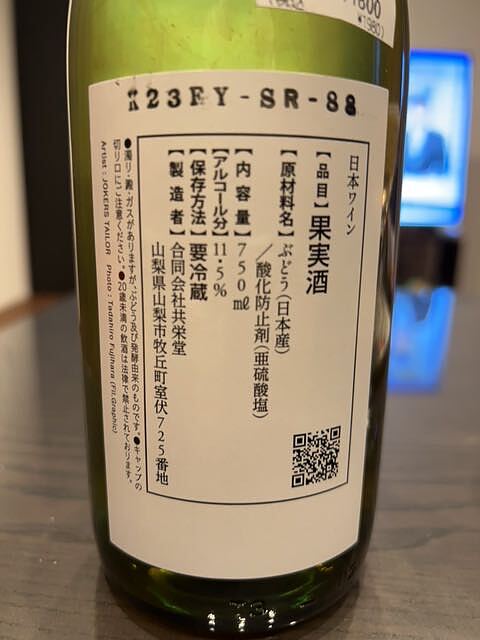 1800
(税込 ¥1980)
K23FY-SR-88
日本ワイン
【品目】果実酒
【原材料名】ぶどう(日本産)
/酸化防止剤(亜硫酸塩)
【内容量】750㎖
【アルコール分】11.5%
【保存方法】要冷蔵
【製造者】合同会社共栄堂
山梨県山梨市牧丘町室伏725番地
●濁り・澱・ガスがありますが、ぶどう及び発酵由来のものです。●キャップの
切り口にご注意ください。●20歳未満の飲酒は法律で禁止されております。
Artist : JOKERS TAILOR Photo : Tadahiro Fujihara (Fit.Graphic)